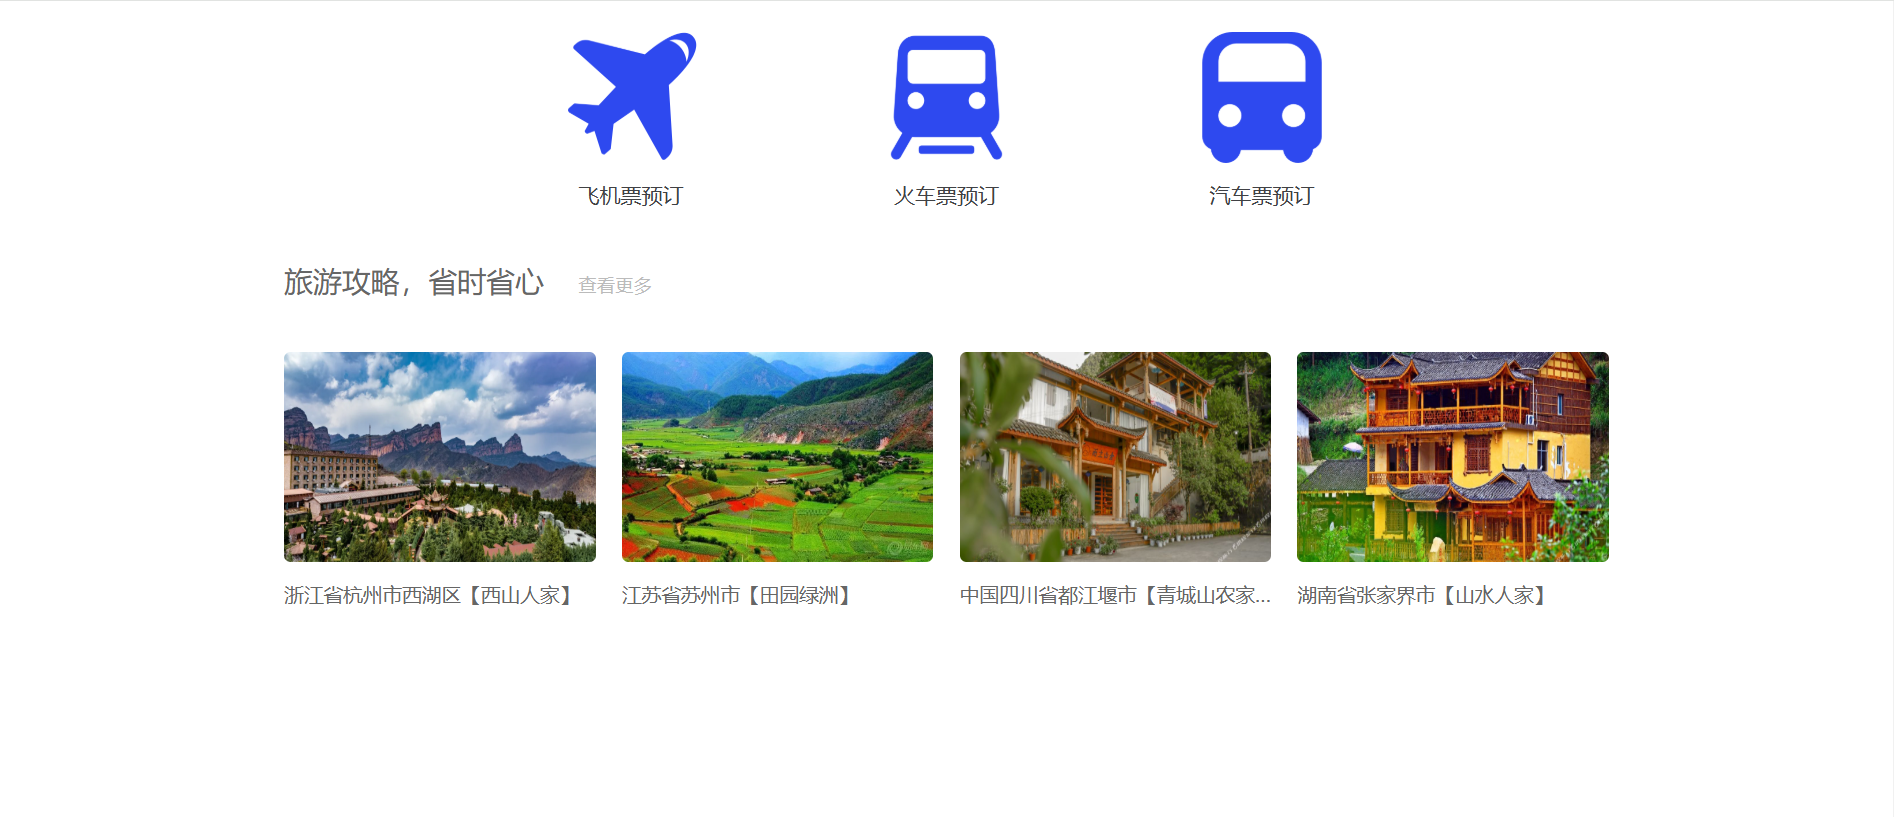 飞机票预订
火车票预订
汽车票预订
旅游攻略，省时省心
查看更多
浙江省杭州市西湖区【西山人家】
江苏省苏州市【田园绿洲】
中国四川省都江堰市【青城山农家...
湖南省张家界市【山水人家】